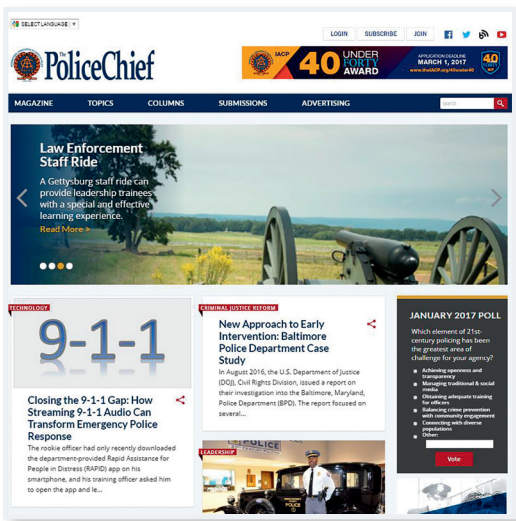 SELECT LANGUAGE ▼
LOGIN SUBSCRIBE JOIN
The
PoliceChief
IACP 40 UNDER
FORTY
AWARD
APPLICATION DEADLINE
MARCH 1, 2017
www.theIACP.org/40under40
40
MAGAZINE TOPICS COLUMNS SUBMISSIONS ADVERTISING
Law Enforcement
Staff Ride
A Gettysburg staff ride can
provide leadership trainees
with a special and effective
learning experience.
Read More >
TECHNOLOGY
9-1-1
Closing the 9-1-1 Gap: How
Streaming 9-1-1 Audio Can
Transform Emergency Police
Response
The rookie officer had only recently downloaded
the department-provided Rapid Assistance for
People in Distress (RAPID) app on his
smartphone, and his training officer asked him
to open the app and le...
CRIMINAL JUSTICE REFORM
New Approach to Early
Intervention: Baltimore
Police Department Case
Study
In August 2016, the U.S. Department of Justice
(DOJ), Civil Rights Division, issued a report on
their investigation into the Baltimore, Maryland,
Police Department (BPD). The report focused on
several...
LEADERSHIP
POLICE
JANUARY 2017 POLL
Which element of 21st-
century policing has been
the greatest area of
challenge for your agency?
Achieving openness and
transparency
Managing traditional & social
media
Obtaining adequate training
for officers
Balancing crime prevention
with community engagement
Connecting with diverse
populations
Other:
Vote